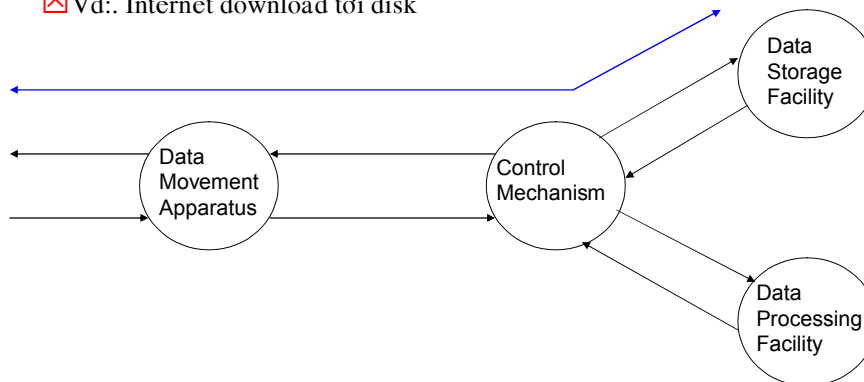 Vd:. Internet download tới disk
Data
Storage
Facility
Data
Movement
Apparatus
Control
Mechanism
Data
Processing
Facility